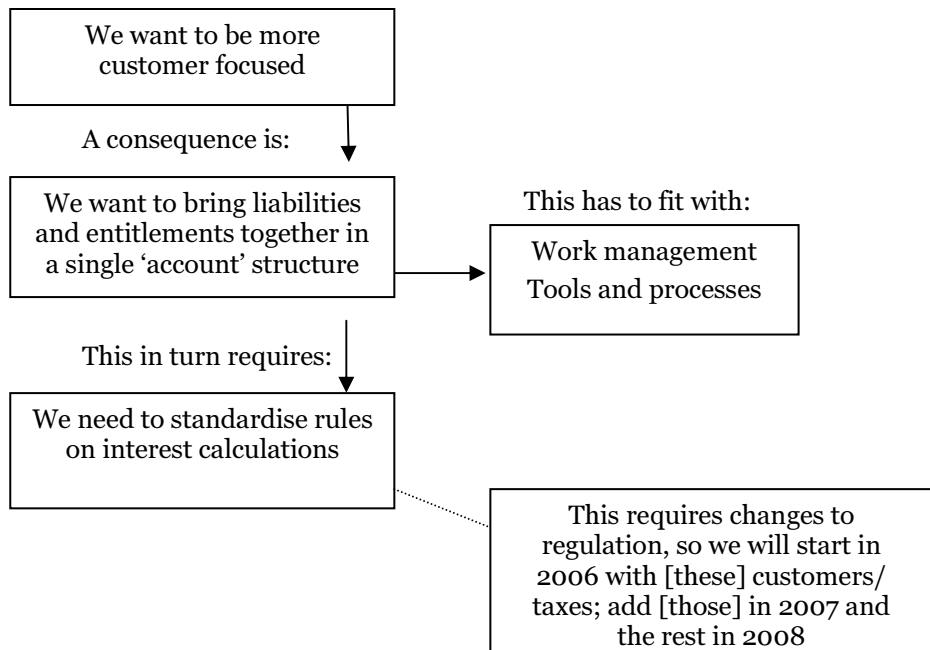 We want to be more
customer focused
A consequence is:
We want to bring liabilities
and entitlements together in
a single ‘account’ structure
This has to fit with:
Work management
Tools and processes
This in turn requires:
We need to standardise rules
on interest calculations
This requires changes to
regulation, so we will start in
2006 with [these] customers/
taxes; add [those] in 2007 and
the rest in 2008